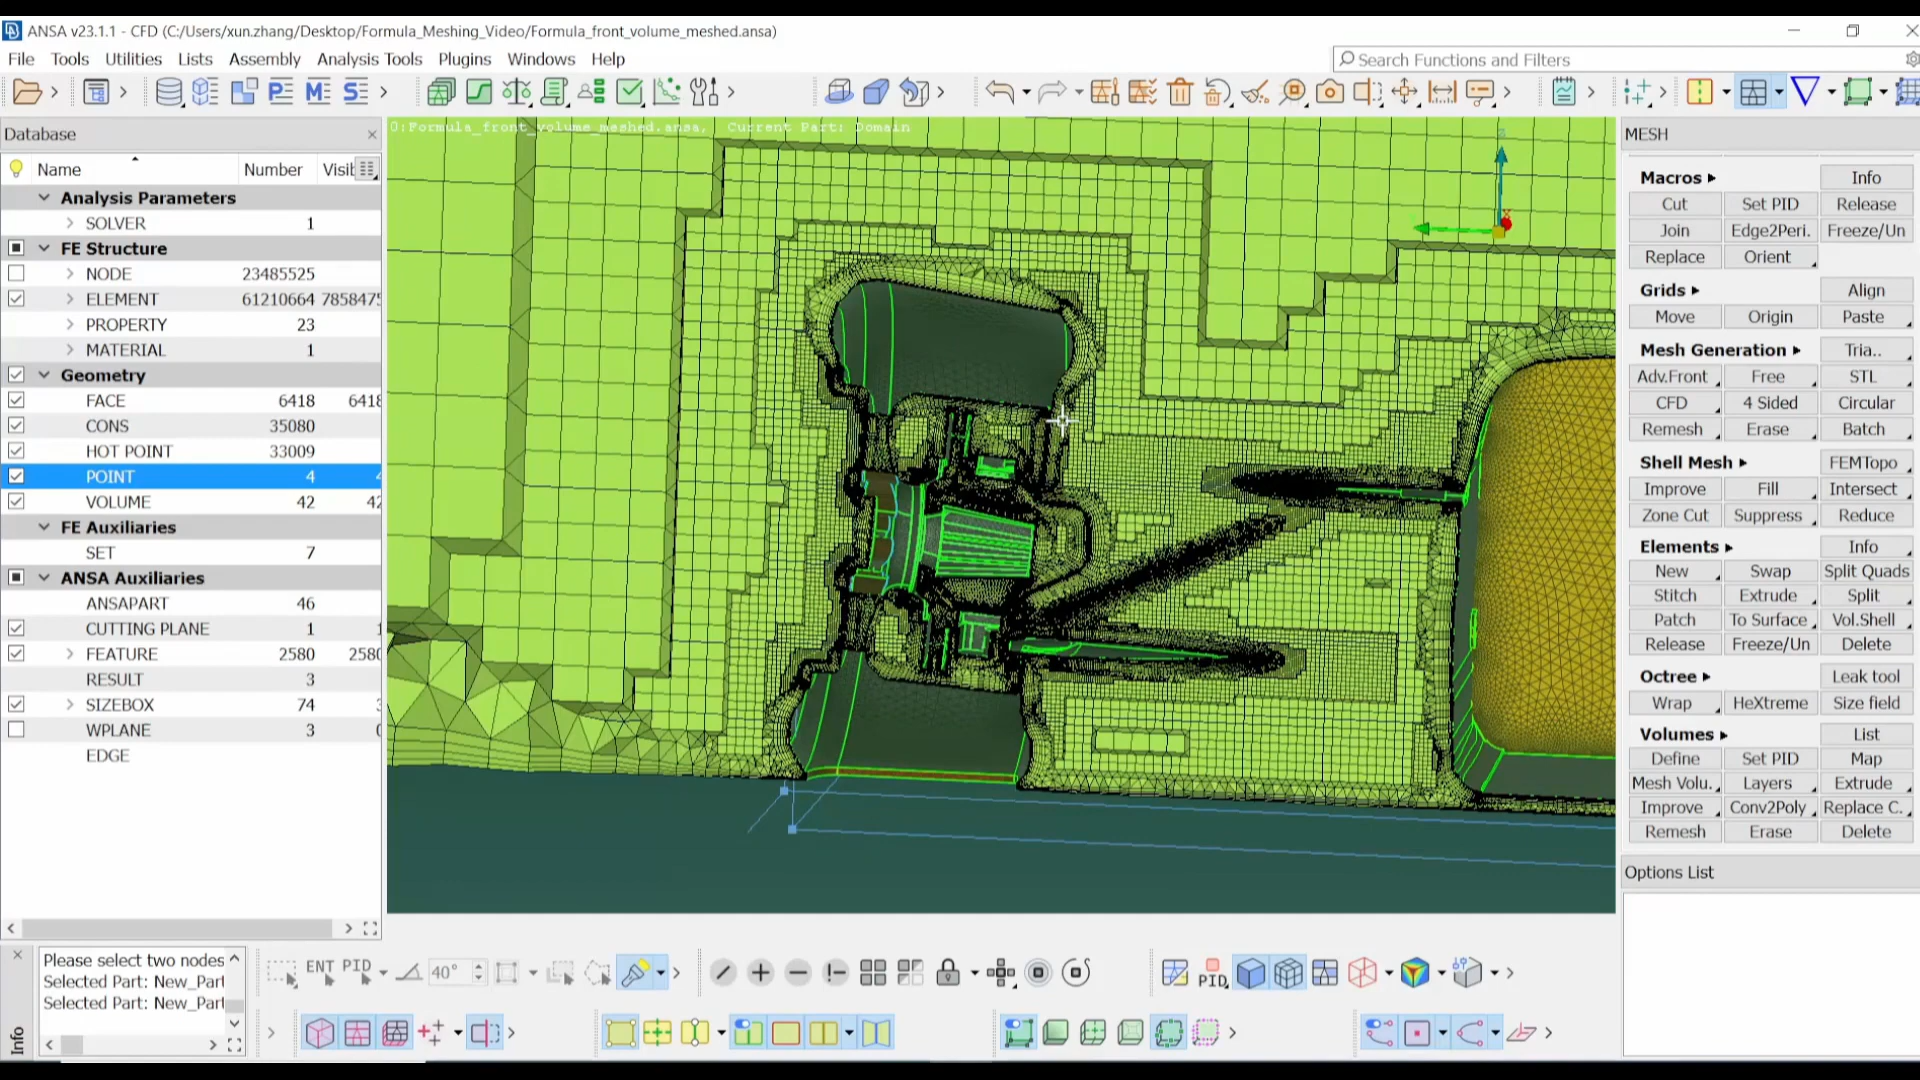 ANSA v23.1.1 - CFD (C:/Users/xun.zhang/Desktop/Formula_Meshing_Video/Formula_front_volume_meshed.ansa)
File Tools Utilities Lists Assembly Analysis Tools Plugins Windows Help
Search Functions and Filters
Database
0:Formula_front_volume_meshed.ansa, Current Part: Domain
MESH
Name Number Visit
Analysis Parameters
SOLVER 1
FE Structure
NODE 23485525
ELEMENT 61210664 7858475
PROPERTY 23
MATERIAL 1
Geometry
FACE 6418 6418
CONS 35080
HOT POINT 33009
POINT 4 4
VOLUME 42 42
FE Auxiliaries
SET 7
ANSA Auxiliaries
ANSAPART 46
CUTTING PLANE 1 1
FEATURE 2580 2580
RESULT 3
SIZEBOX 74 3
WPLANE 3 0
EDGE
Macros Info
Cut Set PID Release
Join Edge2Peri. Freeze/Un
Replace Orient
Grids Align
Move Origin Paste
Mesh Generation Tria..
Adv.Front Free STL
CFD 4 Sided Circular
Remesh Erase Batch
Shell Mesh FEMTopo
Improve Fill Intersect
Zone Cut Suppress Reduce
Elements Info
New Swap Split Quads
Stitch Extrude Split
Patch To Surface Vol.Shell
Release Freeze/Un Delete
Octree Leak tool
Wrap HeXtreme Size field
Volumes List
Define Set PID Map
Mesh Volu. Layers Extrude
Improve Conv2Poly Replace C.
Remesh Erase Delete
Options List
Info
Please select two nodes
Selected Part: New_Part
Selected Part: New_Part
ENT PID 40° PID